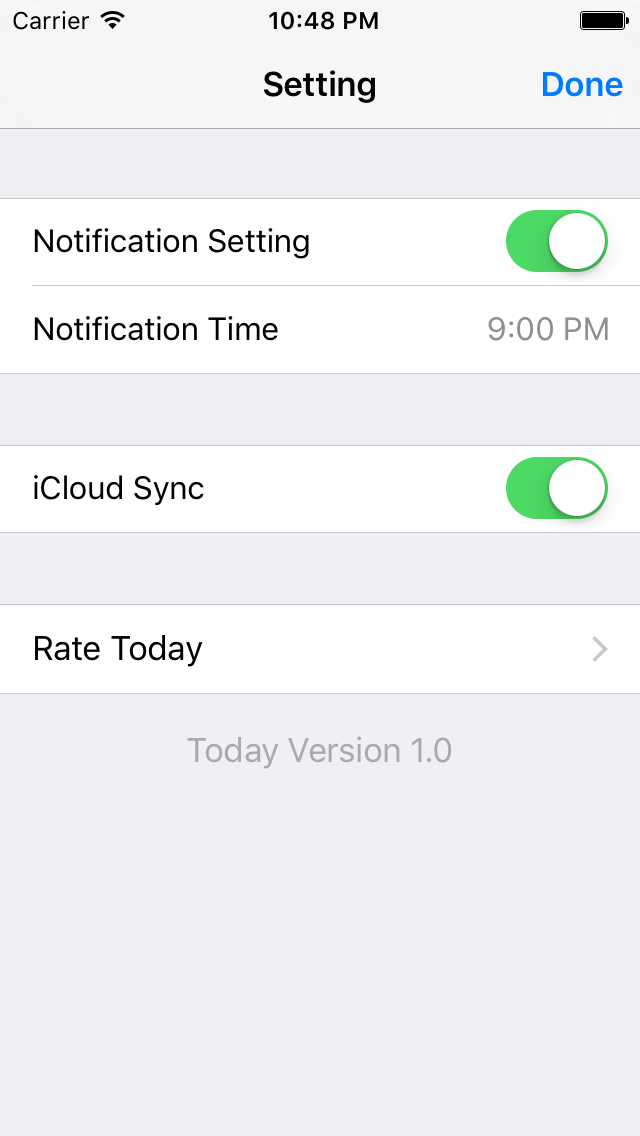 Carrier 10:48 PM
Setting Done
Notification Setting
Notification Time 9:00 PM
iCloud Sync
Rate Today
Today Version 1.0